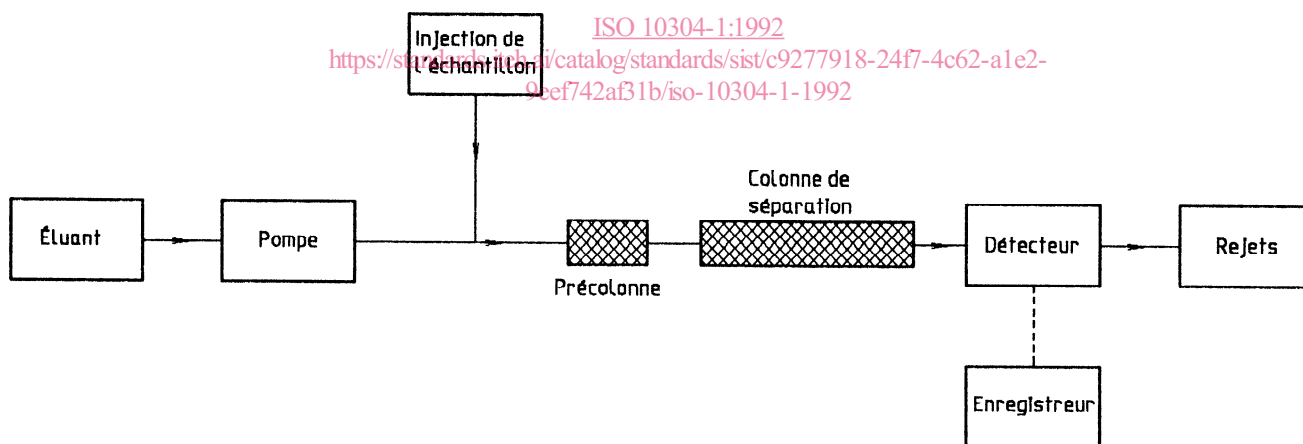 ISO 10304-1:1992
Injection de
https://standards.iteh.ai/catalog/standards/sist/c9277918-24f7-4c62-a1e2-
l'échantillon
9eef742af31b/iso-10304-1-1992
Colonne de
séparation
Éluant
Pompe
Détecteur
Rejets
Précolonne
Enregistreur